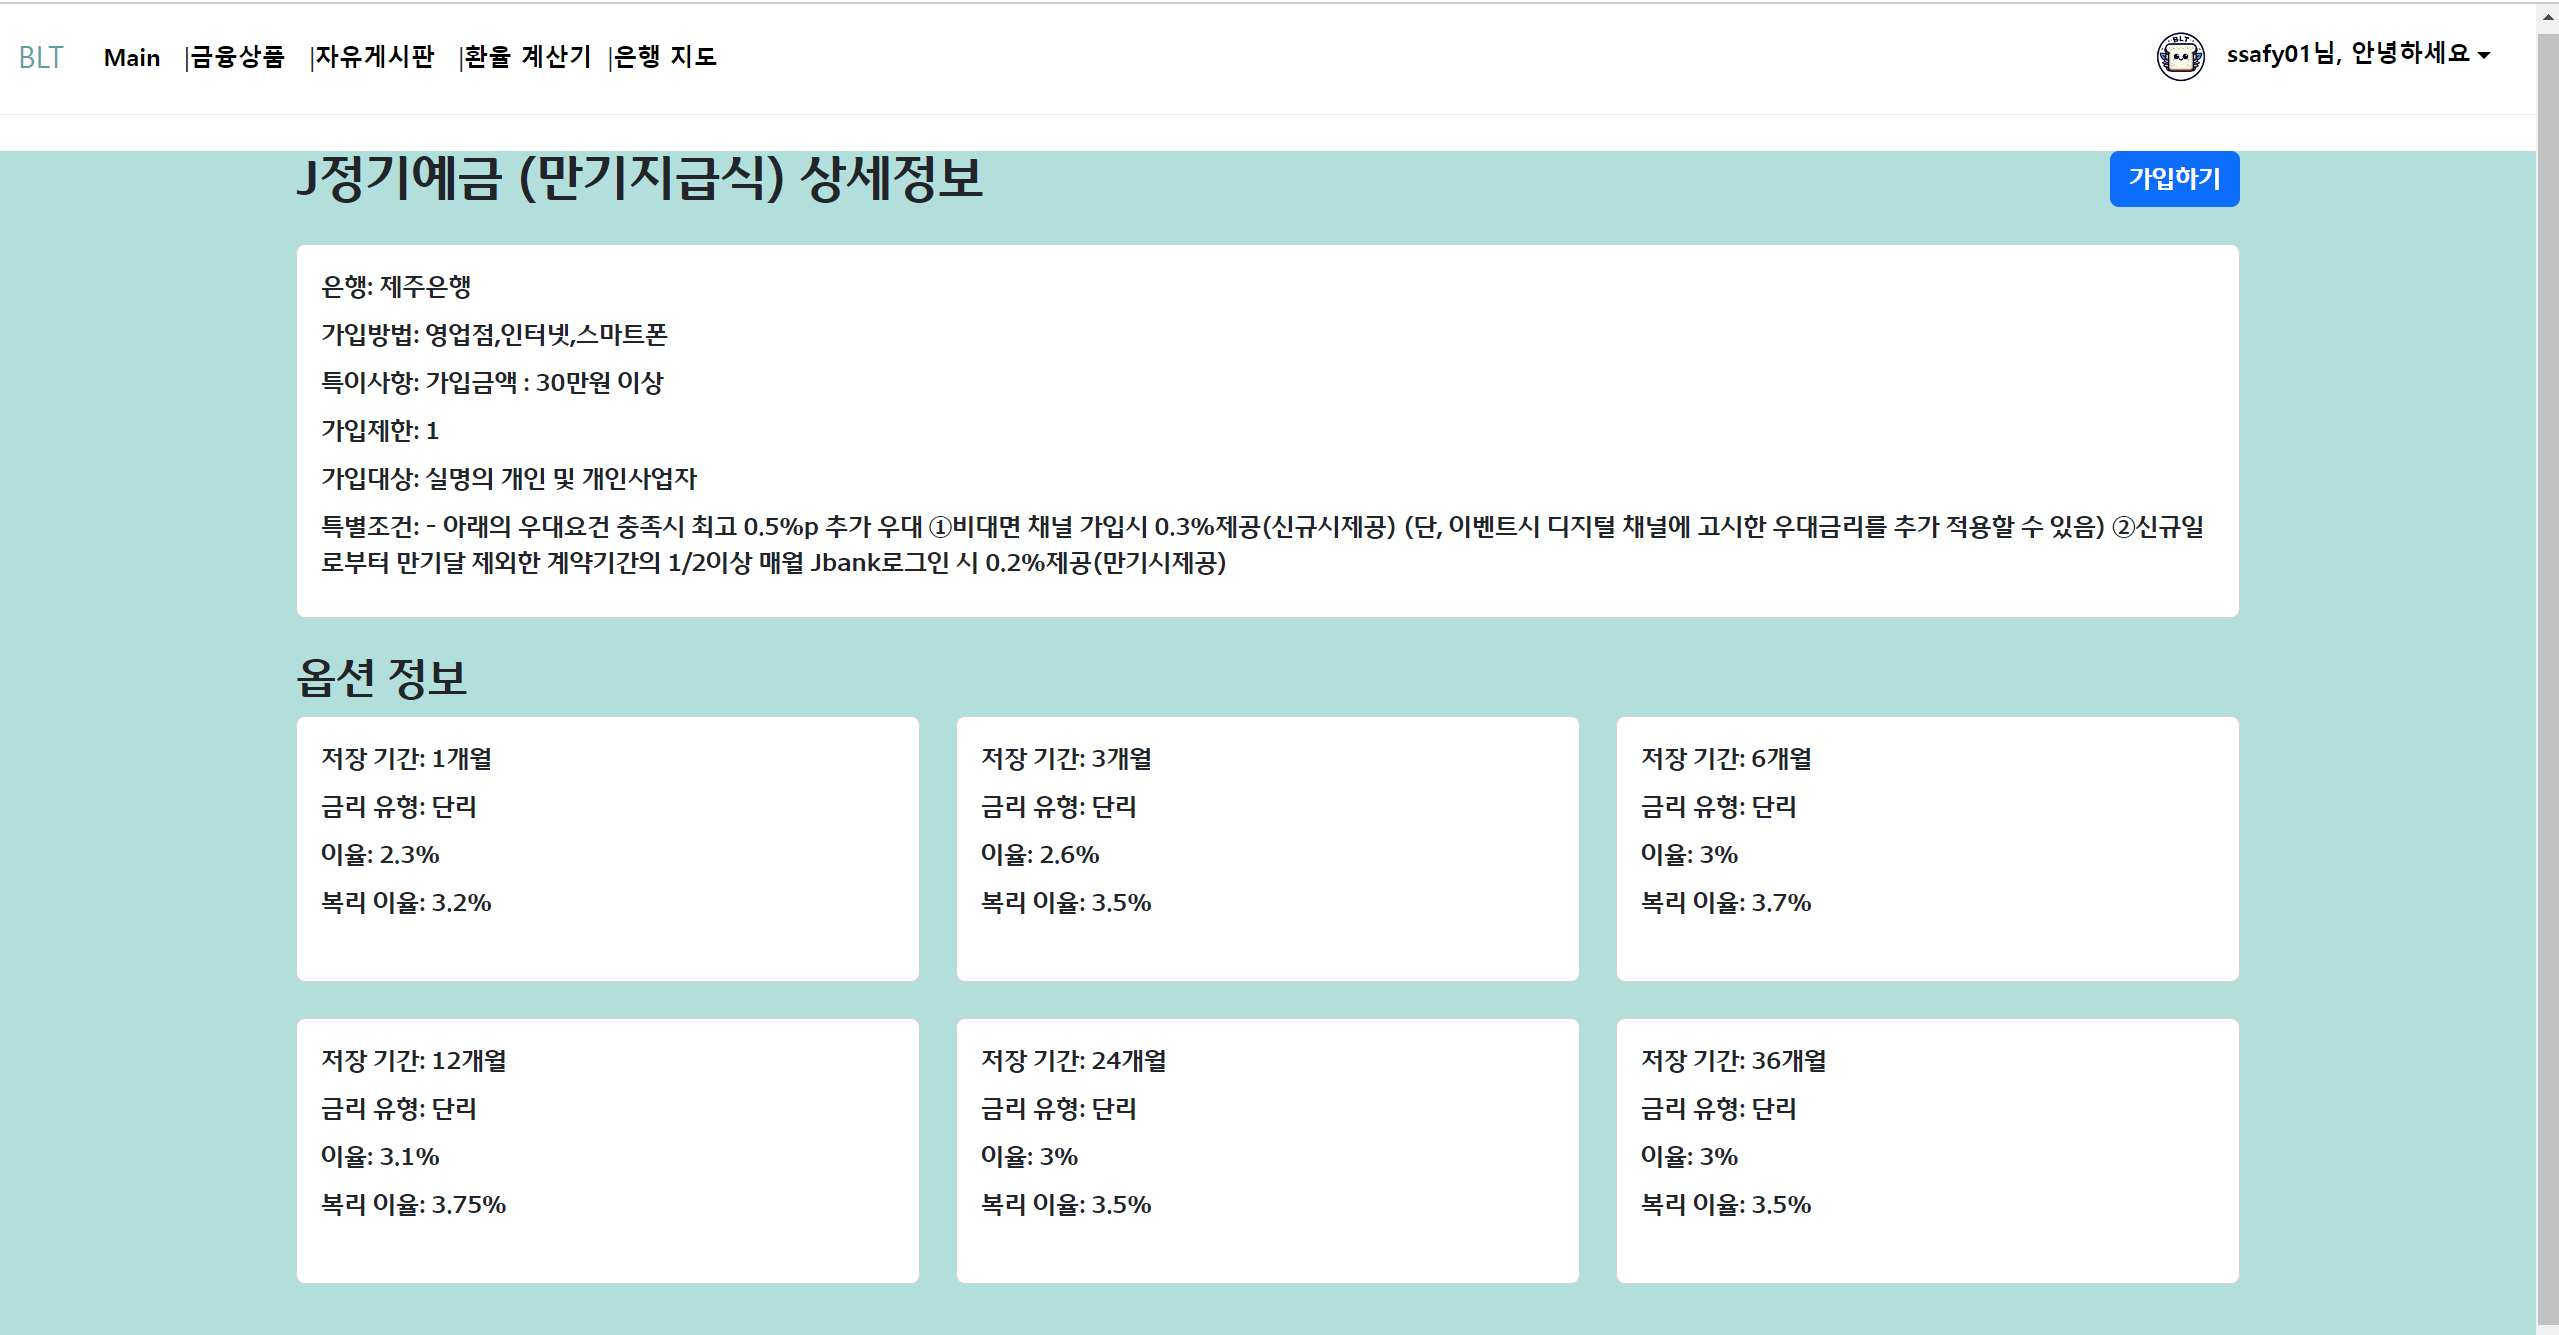 BLT Main |금융상품 |자유게시판 |환율 계산기 |은행 지도
BLT
ssafy01님, 안녕하세요
J정기예금 (만기지급식) 상세정보
가입하기
은행: 제주은행
가입방법: 영업점,인터넷,스마트폰
특이사항: 가입금액 : 30만원 이상
가입제한: 1
가입대상: 실명의 개인 및 개인사업자
특별조건: - 아래의 우대요건 충족시 최고 0.5%p 추가 우대 ①비대면 채널 가입시 0.3%제공(신규시제공) (단, 이벤트시 디지털 채널에 고시한 우대금리를 추가 적용할 수 있음) ②신규일
로부터 만기달 제외한 계약기간의 1/2이상 매월 Jbank로그인 시 0.2%제공(만기시제공)
옵션 정보
저장 기간: 1개월
금리 유형: 단리
이율: 2.3%
복리 이율: 3.2%
저장 기간: 3개월
금리 유형: 단리
이율: 2.6%
복리 이율: 3.5%
저장 기간: 6개월
금리 유형: 단리
이율: 3%
복리 이율: 3.7%
저장 기간: 12개월
금리 유형: 단리
이율: 3.1%
복리 이율: 3.75%
저장 기간: 24개월
금리 유형: 단리
이율: 3%
복리 이율: 3.5%
저장 기간: 36개월
금리 유형: 단리
이율: 3%
복리 이율: 3.5%